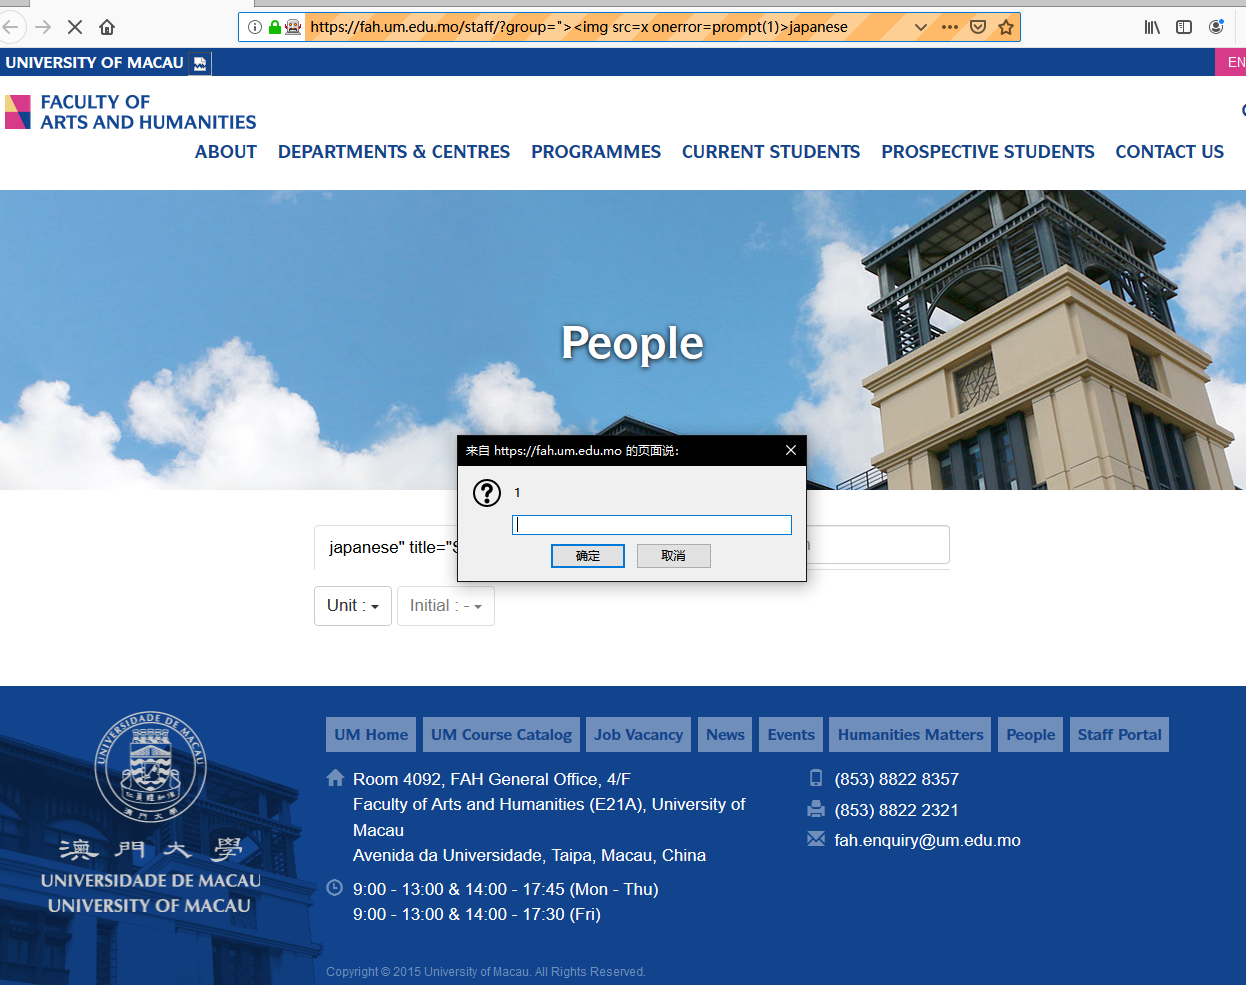 https://fah.um.edu.mo/staff/?group="><img src=x onerror=prompt(1)>japanese
UNIVERSITY OF MACAU
EN
FACULTY OF
ARTS AND HUMANITIES
ABOUT DEPARTMENTS & CENTRES PROGRAMMES CURRENT STUDENTS PROSPECTIVE STUDENTS CONTACT US
People
来自 https://fah.um.edu.mo 的页面说:
1
确定 取消
japanese" title="S
Unit : Initial : -
UM Home UM Course Catalog Job Vacancy News Events Humanities Matters People Staff Portal
UNIVERSIDADE DE MACAU
澳門大學
澳門大學
UNIVERSIDADE DE MACAU
UNIVERSITY OF MACAU
Room 4092, FAH General Office, 4/F
Faculty of Arts and Humanities (E21A), University of
Macau
Avenida da Universidade, Taipa, Macau, China
9:00 - 13:00 & 14:00 - 17:45 (Mon - Thu)
9:00 - 13:00 & 14:00 - 17:30 (Fri)
(853) 8822 8357
(853) 8822 2321
fah.enquiry@um.edu.mo
Copyright © 2015 University of Macau. All Rights Reserved.